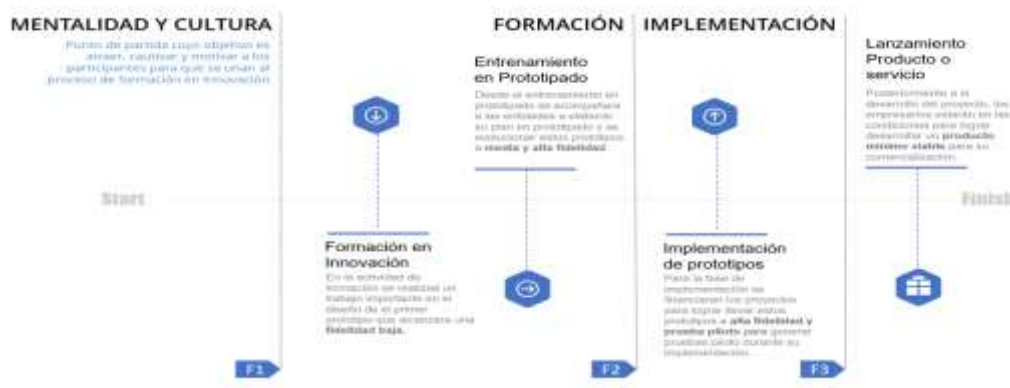 MENTALIDAD Y CULTURA
Punto de partida cuyo objetivo es
atraer, cautivar y motivar a los
participantes para que se unan al
proceso de formación en innovación
Start
F1
FORMACIÓN
Formación en
Innovación
En la actividad de
formación se realizará un
trabajo importante en el
diseño de el primer
prototipo que alcanzara una
fidelidad baja.
Entrenamiento
en Prototipado
Desde el entrenamiento en
prototipado se acompañara
a las entidades a elaborar
su plan en prototipado y se
evolucionar estos prototipos
a media y alta fidelidad
F2
IMPLEMENTACIÓN
Implementación
de prototipos
Para la fase de
implementación se
financiaran los proyectos
para lograr llevar estos
prototipos a alta fidelidad y
prueba piloto para generar
pruebas piloto durante su
implementación.
F3
Lanzamiento
Producto o
servicio
Posteriormente a el
desarrollo del proyecto, los
empresarios estarán en las
condiciones para lograr
desarrollar un producto
mínimo viable para su
comercialización.
Finish